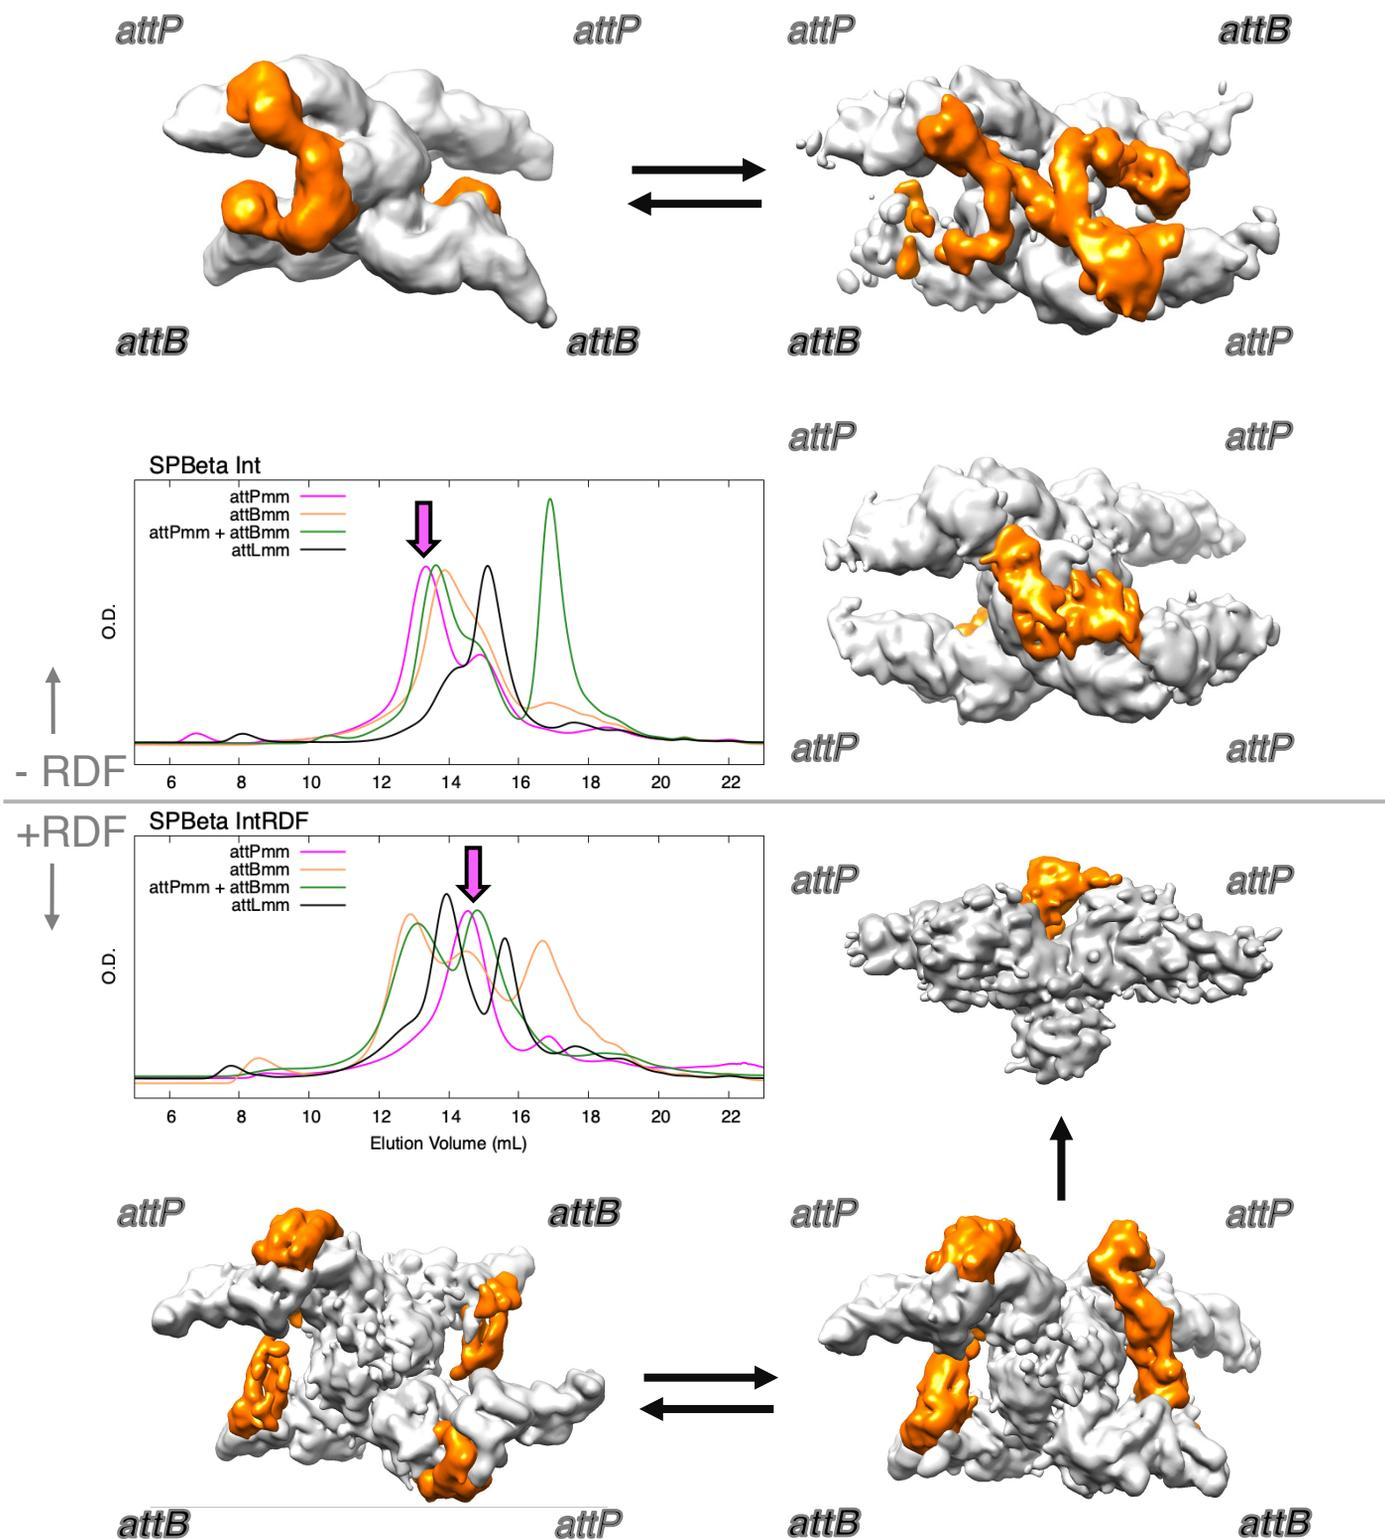 attP attP attP attB
attB attB attB attP
attP attP
SPBeta Int
attPmm
attBmm
attPmm + attBmm
attLmm
O.D.
6 8 10 12 14 16 18 20 22
attP attP
- RDF
+RDF
SPBeta IntRDF
attPmm
attBmm
attPmm + attBmm
attLmm
O.D.
6 8 10 12 14 16 18 20 22
Elution Volume (mL)
attP attP
attP attB attP attP
attB attP attB attB